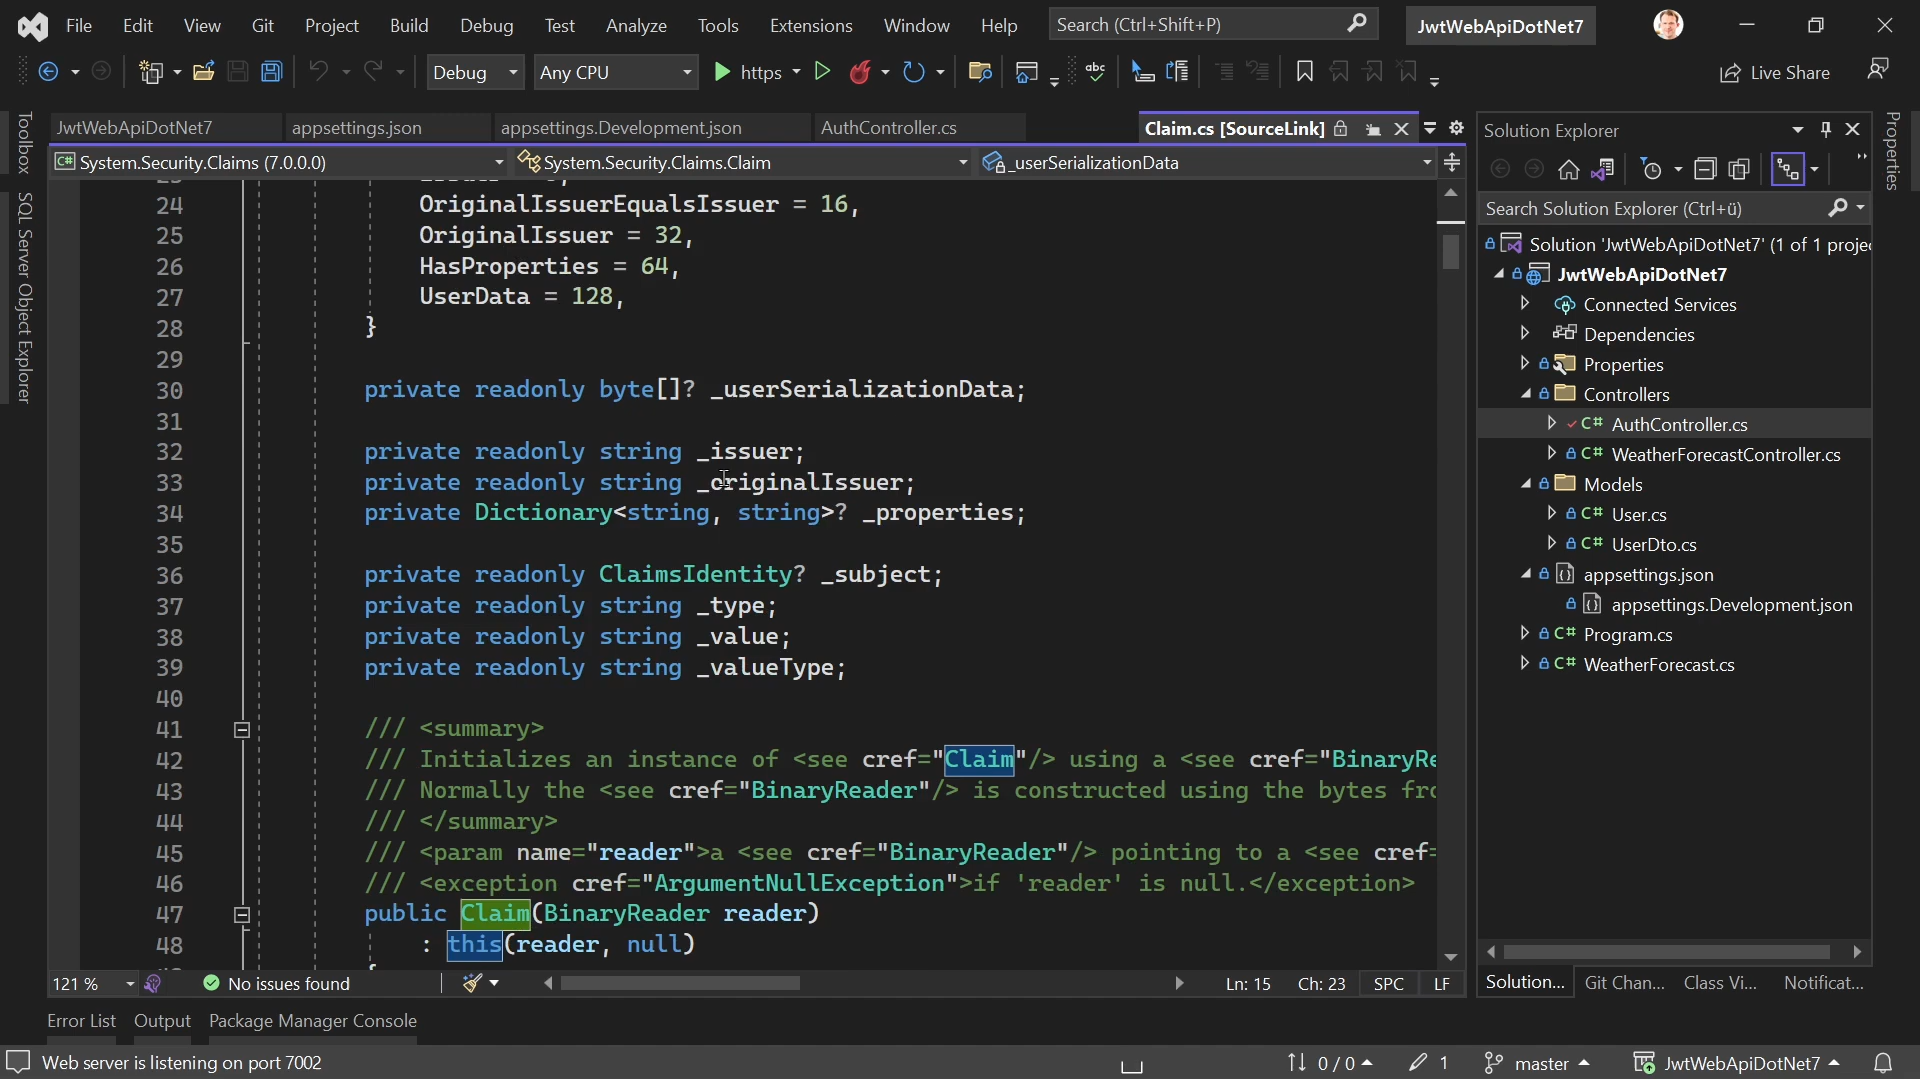 File Edit View Git Project Build Debug Test Analyze Tools Extensions Window Help Search (Ctrl+Shift+P) JwtWebApiDotNet7
Debug Any CPU https Live Share
Toolbox
SQL Server Object Explorer
JwtWebApiDotNet7 appsettings.json appsettings.Development.json AuthController.cs Claim.cs [SourceLink]
C# System.Security.Claims (7.0.0.0) System.Security.Claims.Claim _userSerializationData
24 OriginalIssuerEqualsIssuer = 16,
25 OriginalIssuer = 32,
26 HasProperties = 64,
27 UserData = 128,
28 }
29
30 private readonly byte[]? _userSerializationData;
31
32 private readonly string _issuer;
33 private readonly string _originalIssuer;
34 private Dictionary<string, string>? _properties;
35
36 private readonly ClaimsIdentity? _subject;
37 private readonly string _type;
38 private readonly string _value;
39 private readonly string _valueType;
40
41 /// <summary>
42 /// Initializes an instance of <see cref="Claim"/> using a <see cref="BinaryRe
43 /// Normally the <see cref="BinaryReader"/> is constructed using the bytes fro
44 /// </summary>
45 /// <param name="reader">a <see cref="BinaryReader"/> pointing to a <see cref=
46 /// <exception cref="ArgumentNullException">if 'reader' is null.</exception>
47 public Claim(BinaryReader reader)
48 : this(reader, null)
121 % No issues found Ln: 15 Ch: 23 SPC LF
Solution Explorer
Search Solution Explorer (Ctrl+ü)
Solution 'JwtWebApiDotNet7' (1 of 1 proje
JwtWebApiDotNet7
Connected Services
Dependencies
Properties
Controllers
C# AuthController.cs
C# WeatherForecastController.cs
Models
C# User.cs
C# UserDto.cs
appsettings.json
appsettings.Development.json
C# Program.cs
C# WeatherForecast.cs
Solution... Git Chan... Class Vi... Notificat...
Properties
Error List Output Package Manager Console
Web server is listening on port 7002 0 / 0 1 master JwtWebApiDotNet7